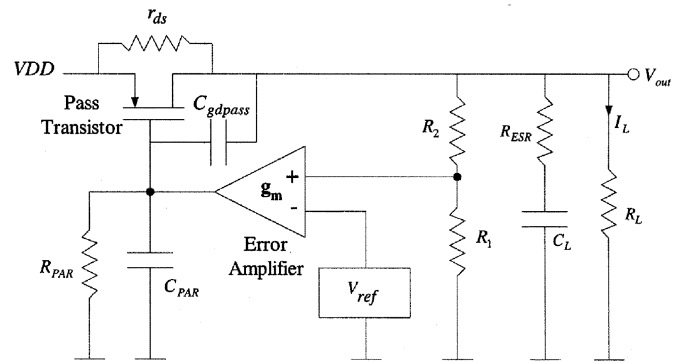 r_ds
VDD
V_out
Pass
Transistor
C_gdpass
I_L
R_2
R_ESR
g_m
+
-
R_L
R_1
C_L
Error
Amplifier
R_PAR
C_PAR
V_ref